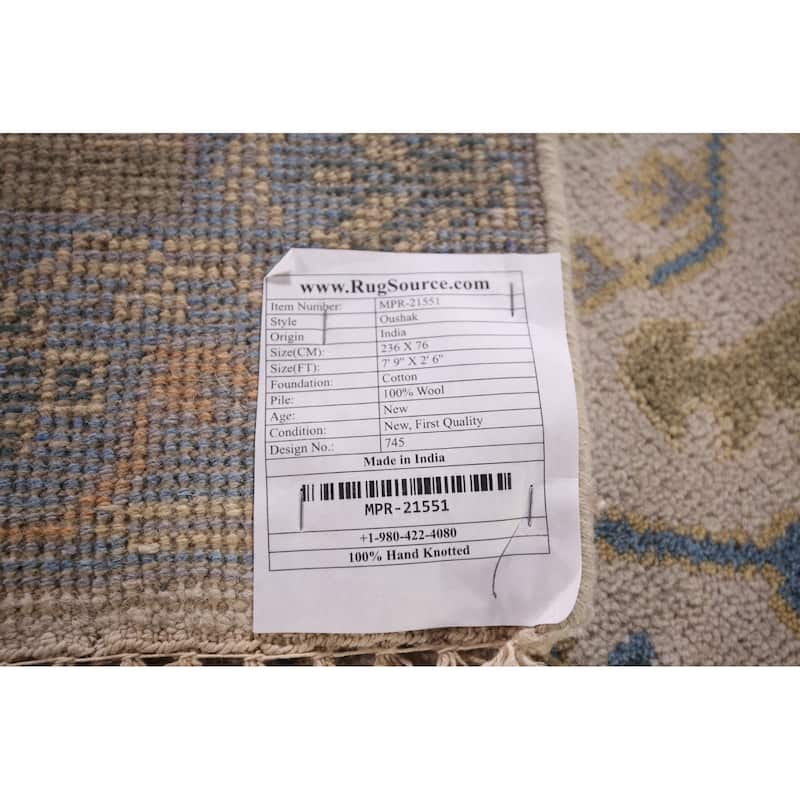 www.RugSource.com
Item Number: MPR-21551
Style Oushak
Origin India
Size(CM): 236 X 76
Size(FT): 7' 9" X 2' 6"
Foundation: Cotton
Pile: 100% Wool
Age: New
Condition: New, First Quality
Design No.: 745
Made in India
MPR-21551
+1-980-422-4080
100% Hand Knotted